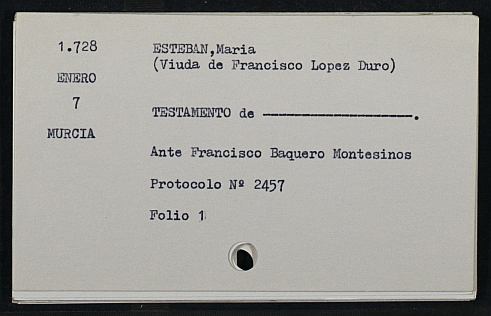 1.728
ENERO
7
MURCIA
ESTEBAN,Maria
(Viuda de Francisco Lopez Duro)
TESTAMENTO de --------------------.
Ante Francisco Baquero Montesinos
Protocolo Nº 2457
Folio 1